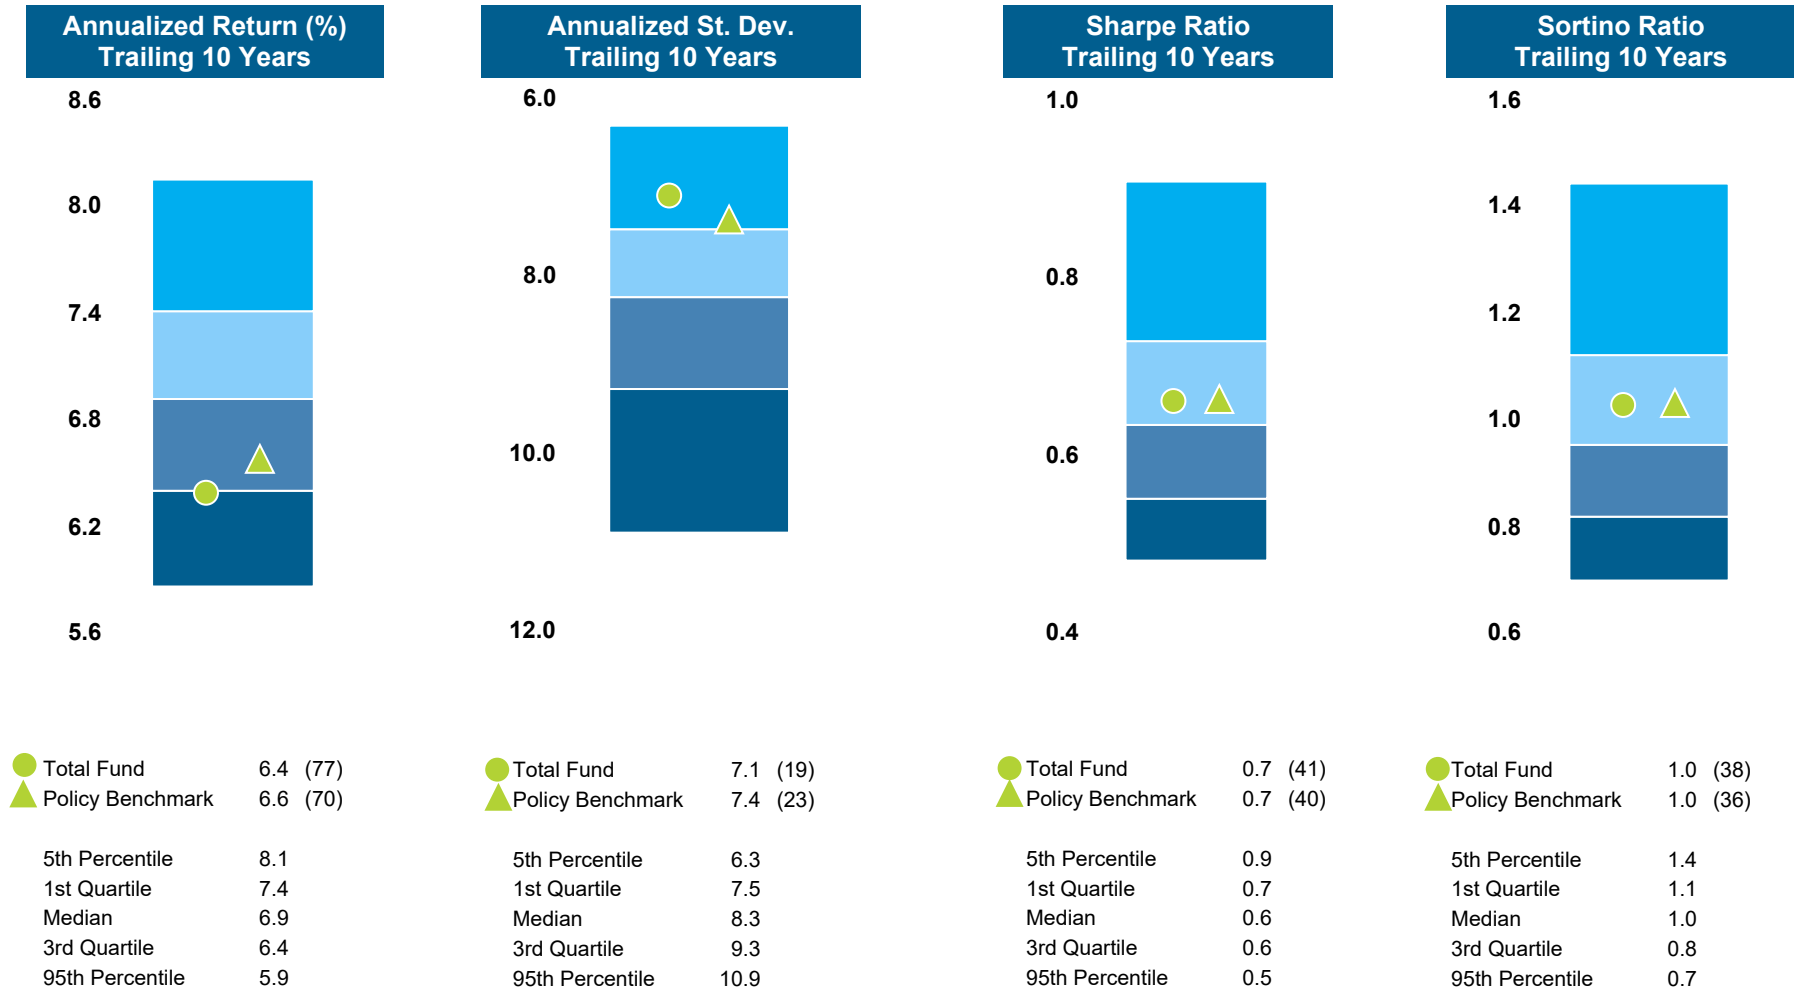 Annualized Return (%)
Trailing 10 Years
8.6
8.0
7.4
6.8
6.2
5.6
Total Fund 6.4 (77)
Policy Benchmark 6.6 (70)
5th Percentile 8.1
1st Quartile 7.4
Median 6.9
3rd Quartile 6.4
95th Percentile 5.9
Annualized St. Dev.
Trailing 10 Years
6.0
8.0
10.0
12.0
Total Fund 7.1 (19)
Policy Benchmark 7.4 (23)
5th Percentile 6.3
1st Quartile 7.5
Median 8.3
3rd Quartile 9.3
95th Percentile 10.9
Sharpe Ratio
Trailing 10 Years
1.0
0.8
0.6
0.4
Total Fund 0.7 (41)
Policy Benchmark 0.7 (40)
5th Percentile 0.9
1st Quartile 0.7
Median 0.6
3rd Quartile 0.6
95th Percentile 0.5
Sortino Ratio
Trailing 10 Years
1.6
1.4
1.2
1.0
0.8
0.6
Total Fund 1.0 (38)
Policy Benchmark 1.0 (36)
5th Percentile 1.4
1st Quartile 1.1
Median 1.0
3rd Quartile 0.8
95th Percentile 0.7